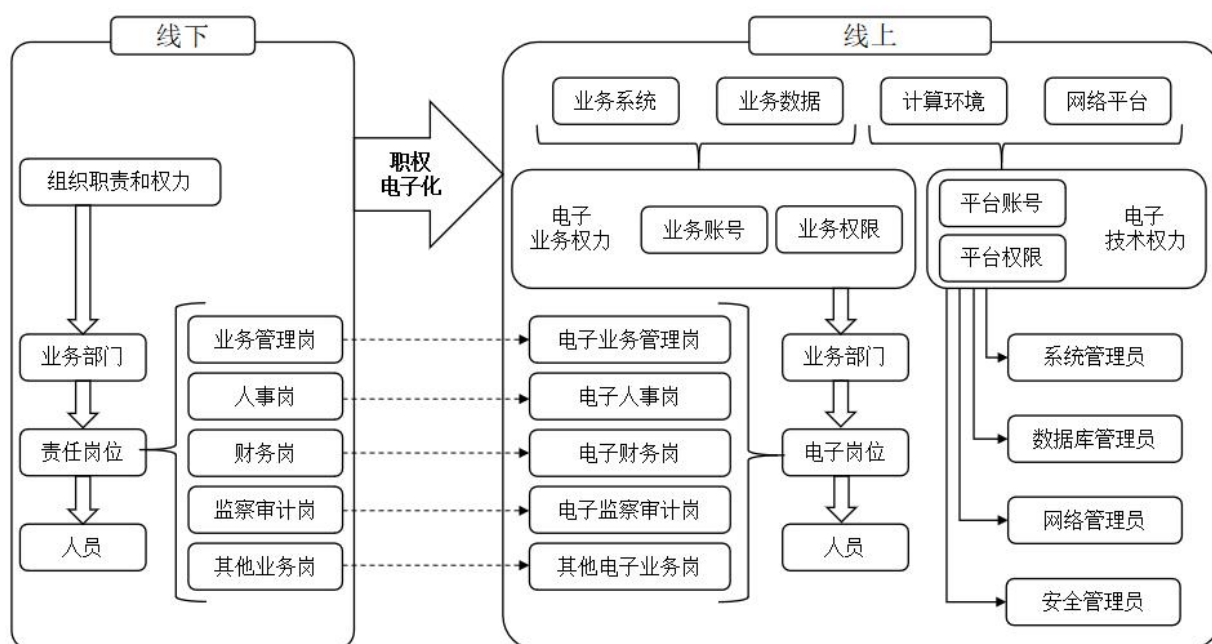 线下
组织职责和权力
业务部门
责任岗位
人员
业务管理岗
人事岗
财务岗
监察审计岗
其他业务岗
职权
电子化
线上
业务系统
业务数据
计算环境
网络平台
电子
业务权力
业务账号
业务权限
平台账号
平台权限
电子
技术权力
电子业务管理岗
电子人事岗
电子财务岗
电子监察审计岗
其他电子业务岗
业务部门
电子岗位
人员
系统管理员
数据库管理员
网络管理员
安全管理员